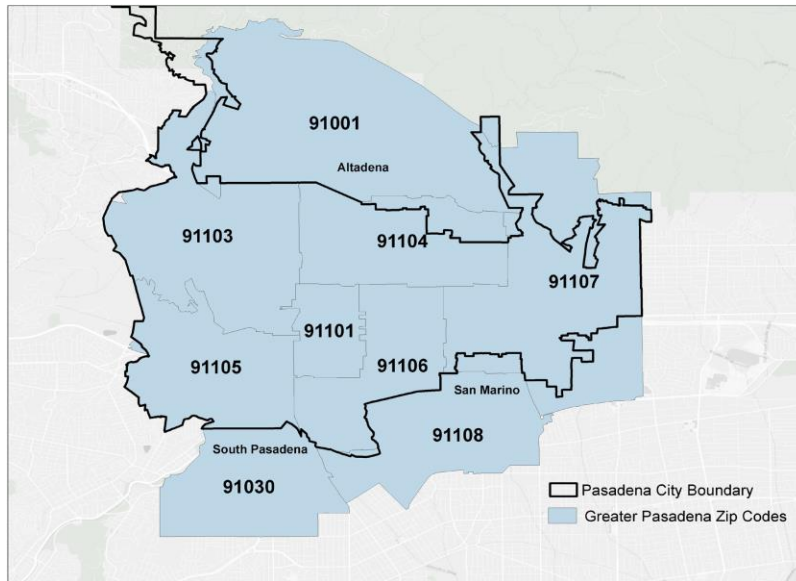 91001
Altadena
91103
91104
91107
91101
91105
91106
San Marino
91108
South Pasadena
91030
Pasadena City Boundary
Greater Pasadena Zip Codes